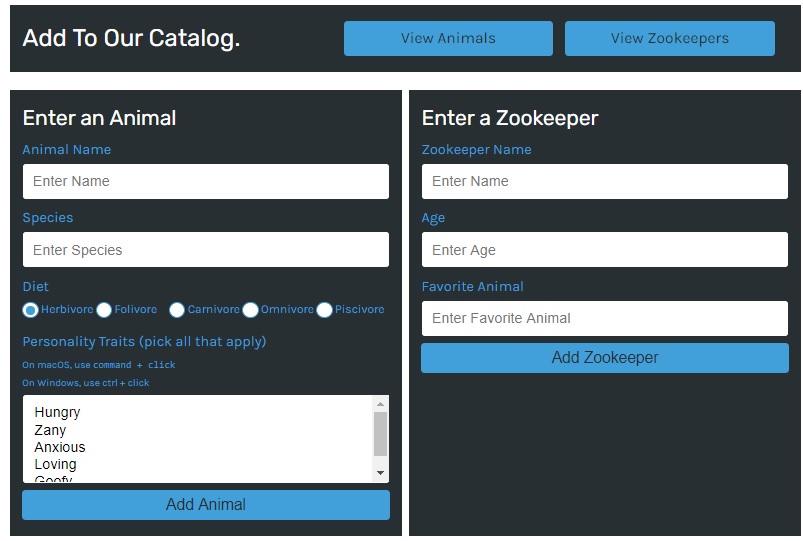 Add To Our Catalog.
View Animals
View Zookeepers
Enter an Animal
Animal Name
Enter Name
Species
Enter Species
Diet
Herbivore Folivore Carnivore Omnivore Piscivore
Personality Traits (pick all that apply)
On macOS, use command + click
On Windows, use ctrl + click
Hungry
Zany
Anxious
Loving
Goofy
Add Animal
Enter a Zookeeper
Zookeeper Name
Enter Name
Age
Enter Age
Favorite Animal
Enter Favorite Animal
Add Zookeeper